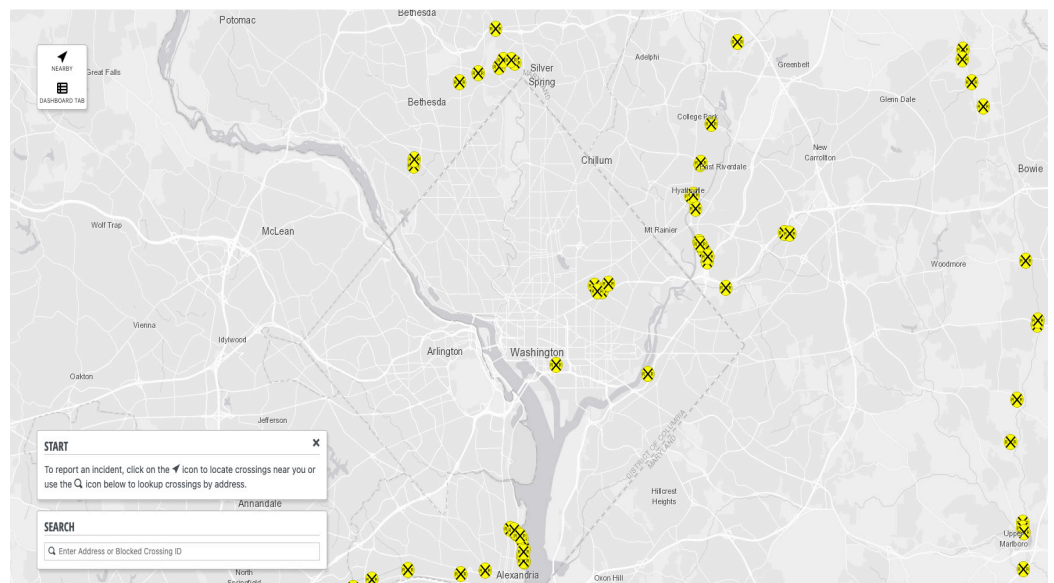 Potomac
Bethesda
NEARBY
DASHBOARD TAB
Great Falls
Silver
Spring
Adelphi
Greenbelt
Glenn Dale
Bethesda
MARYLAND
College Park
Chillum
New
Carrollton
East Riverdale
Bowie
Hyattsville
Wolf Trap
McLean
Mt Rainier
Woodmore
Vienna
Idylwood
Arlington
Washington
Oakton
Jefferson
DISTRICT OF COLUMBIA
MARYLAND
START
To report an incident, click on the icon to locate crossings near you or
use the icon below to lookup crossings by address.
Hillcrest
Heights
Annandale
SEARCH
Enter Address or Blocked Crossing ID
Upper
Marlboro
North
Springfield
Alexandria
Oxon Hill